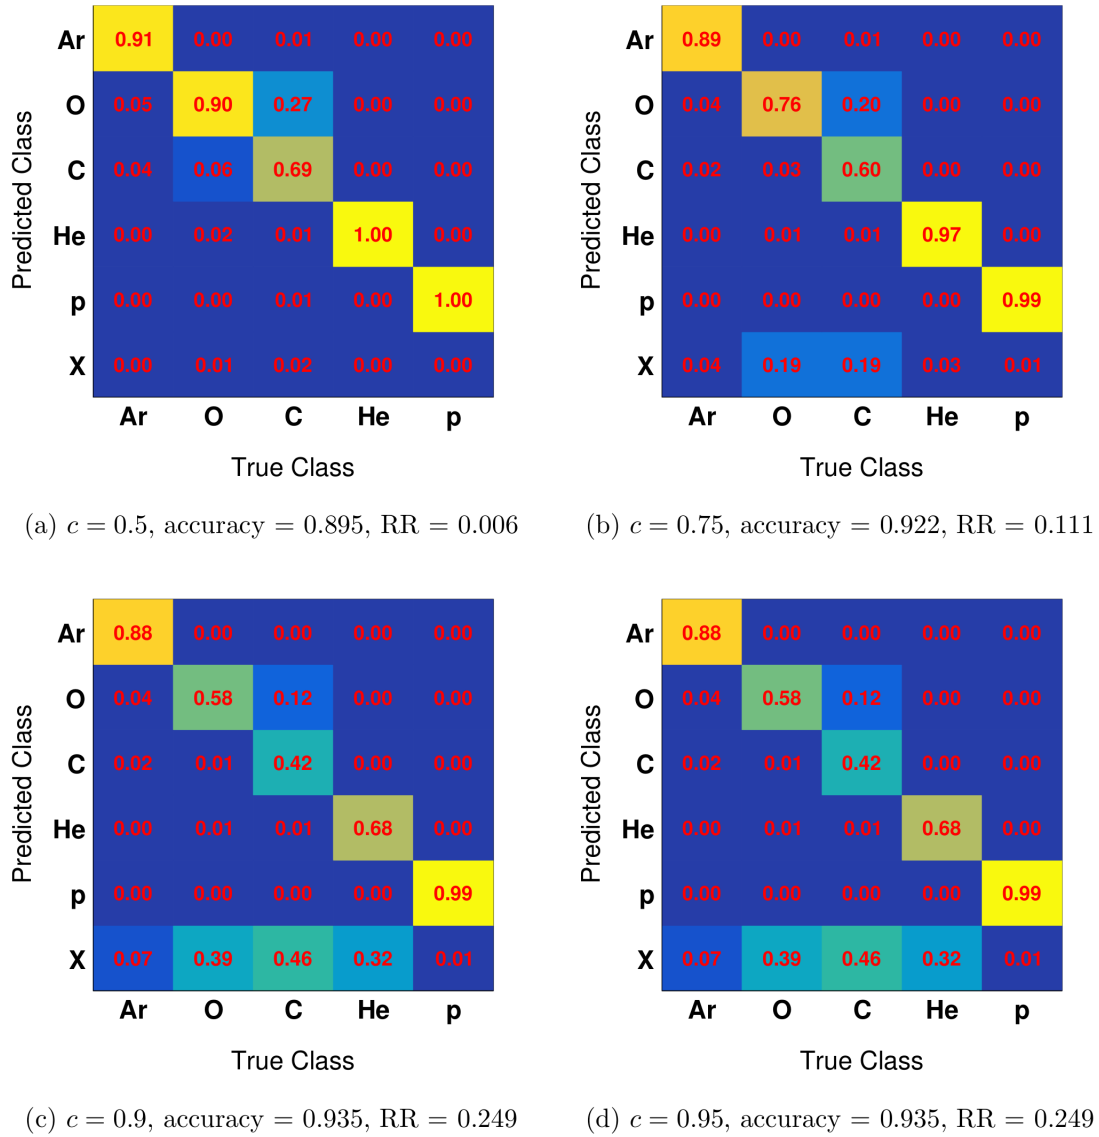 Ar 0.91 0.00 0.01 0.00 0.00
O 0.05 0.90 0.27 0.00 0.00
C 0.04 0.06 0.69 0.00 0.00
He 0.00 0.02 0.01 1.00 0.00
p 0.00 0.00 0.01 0.00 1.00
X 0.00 0.01 0.02 0.00 0.00
Ar O C He p
Predicted Class
True Class
(a) c = 0.5, accuracy = 0.895, RR = 0.006
Ar 0.89 0.00 0.01 0.00 0.00
O 0.04 0.76 0.20 0.00 0.00
C 0.02 0.03 0.60 0.00 0.00
He 0.00 0.01 0.01 0.97 0.00
p 0.00 0.00 0.00 0.00 0.99
X 0.04 0.19 0.19 0.03 0.01
Ar O C He p
Predicted Class
True Class
(b) c = 0.75, accuracy = 0.922, RR = 0.111
Ar 0.88 0.00 0.00 0.00 0.00
O 0.04 0.58 0.12 0.00 0.00
C 0.02 0.01 0.42 0.00 0.00
He 0.00 0.01 0.01 0.68 0.00
p 0.00 0.00 0.00 0.00 0.99
X 0.07 0.39 0.46 0.32 0.01
Ar O C He p
Predicted Class
True Class
(c) c = 0.9, accuracy = 0.935, RR = 0.249
Ar 0.88 0.00 0.00 0.00 0.00
O 0.04 0.58 0.12 0.00 0.00
C 0.02 0.01 0.42 0.00 0.00
He 0.00 0.01 0.01 0.68 0.00
p 0.00 0.00 0.00 0.00 0.99
X 0.07 0.39 0.46 0.32 0.01
Ar O C He p
Predicted Class
True Class
(d) c = 0.95, accuracy = 0.935, RR = 0.249